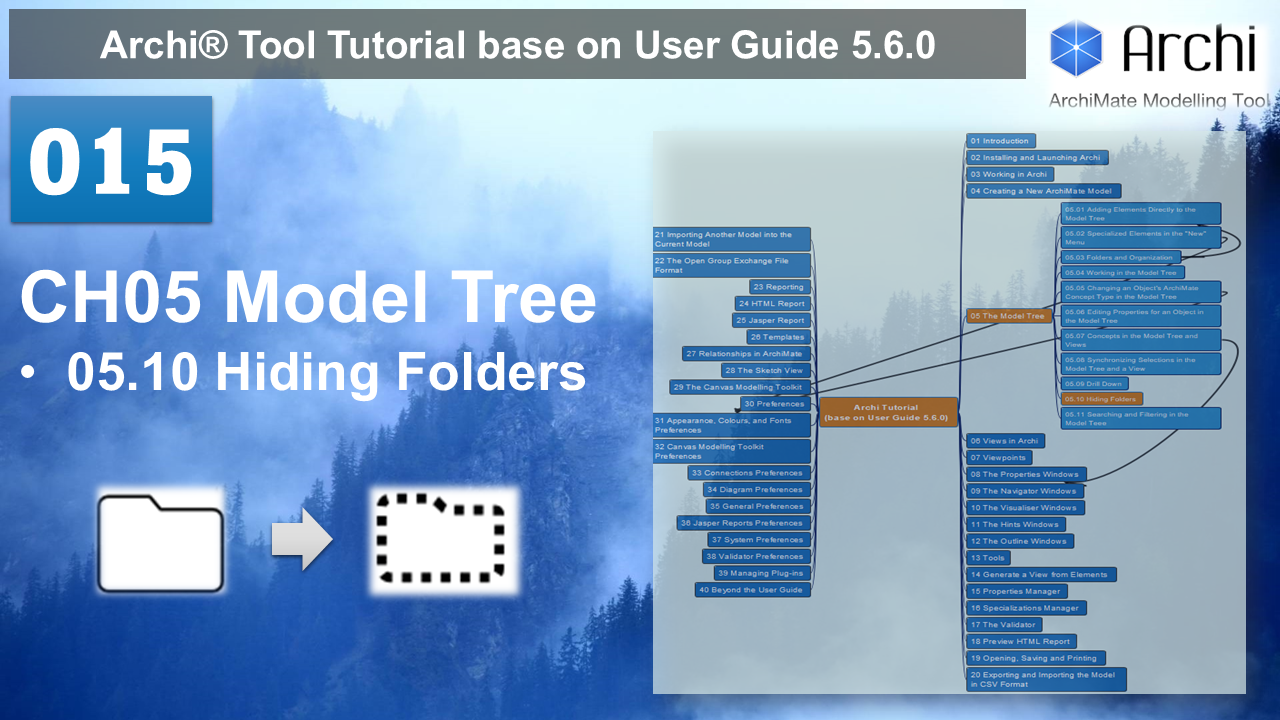 Archi® Tool Tutorial base on User Guide 5.6.0
Archi
ArchiMate Modelling Tool
015
CH05 Mode Tree
• 05.10 Hiding Folders
21 Importing Another Model into the
Current Model
22 The Open Group Exchange File
Format
23 Reporting
24 HTML Report
25 Jasper Report
26 Templates
27 Relationships in ArchiMate
28 The Sketch View
29 The Canvas Modelling Toolkit
30 Preferences
31 Appearance, Colours, and Fonts
Preferences
32 Canvas Modelling Toolkit
Preferences
33 Connections Preferences
34 Diagram Preferences
35 General Preferences
36 Jasper Reports Preferences
37 System Preferences
38 Validator Preferences
39 Managing Plug-ins
40 Beyond the User Guide
Archi Tutorial
(base on User Guide 5.6.0)
01 Introduction
02 Installing and Launching Archi
03 Working in Archi
04 Creating a New ArchiMate Model
05 The Model Tree
05.01 Adding Elements Directly to the
Model Tree
05.02 Specialized Elements in the "New"
Menu
05.03 Folders and Organization
05.04 Working in the Model Tree
05.05 Changing an Object's ArchiMate
Concept Type in the Model Tree
05.06 Editing Properties for an Object in
the Model Tree
05.07 Concepts in the Model Tree and
Views
05.08 Synchronizing Selections in the
Model Tree and a View
05.09 Drill Down
05.10 Hiding Folders
05.11 Searching and Filtering in the
Model Teee
06 Views in Archi
07 Viewpoints
08 The Properties Windows
09 The Navigator Windows
10 The Visualiser Windows
11 The Hints Windows
12 The Outline Windows
13 Tools
14 Generate a View from Elements
15 Properties Manager
16 Specializations Manager
17 The Validator
18 Preview HTML Report
19 Opening, Saving and Printing
20 Exporting and Importing the Model
in CSV Format